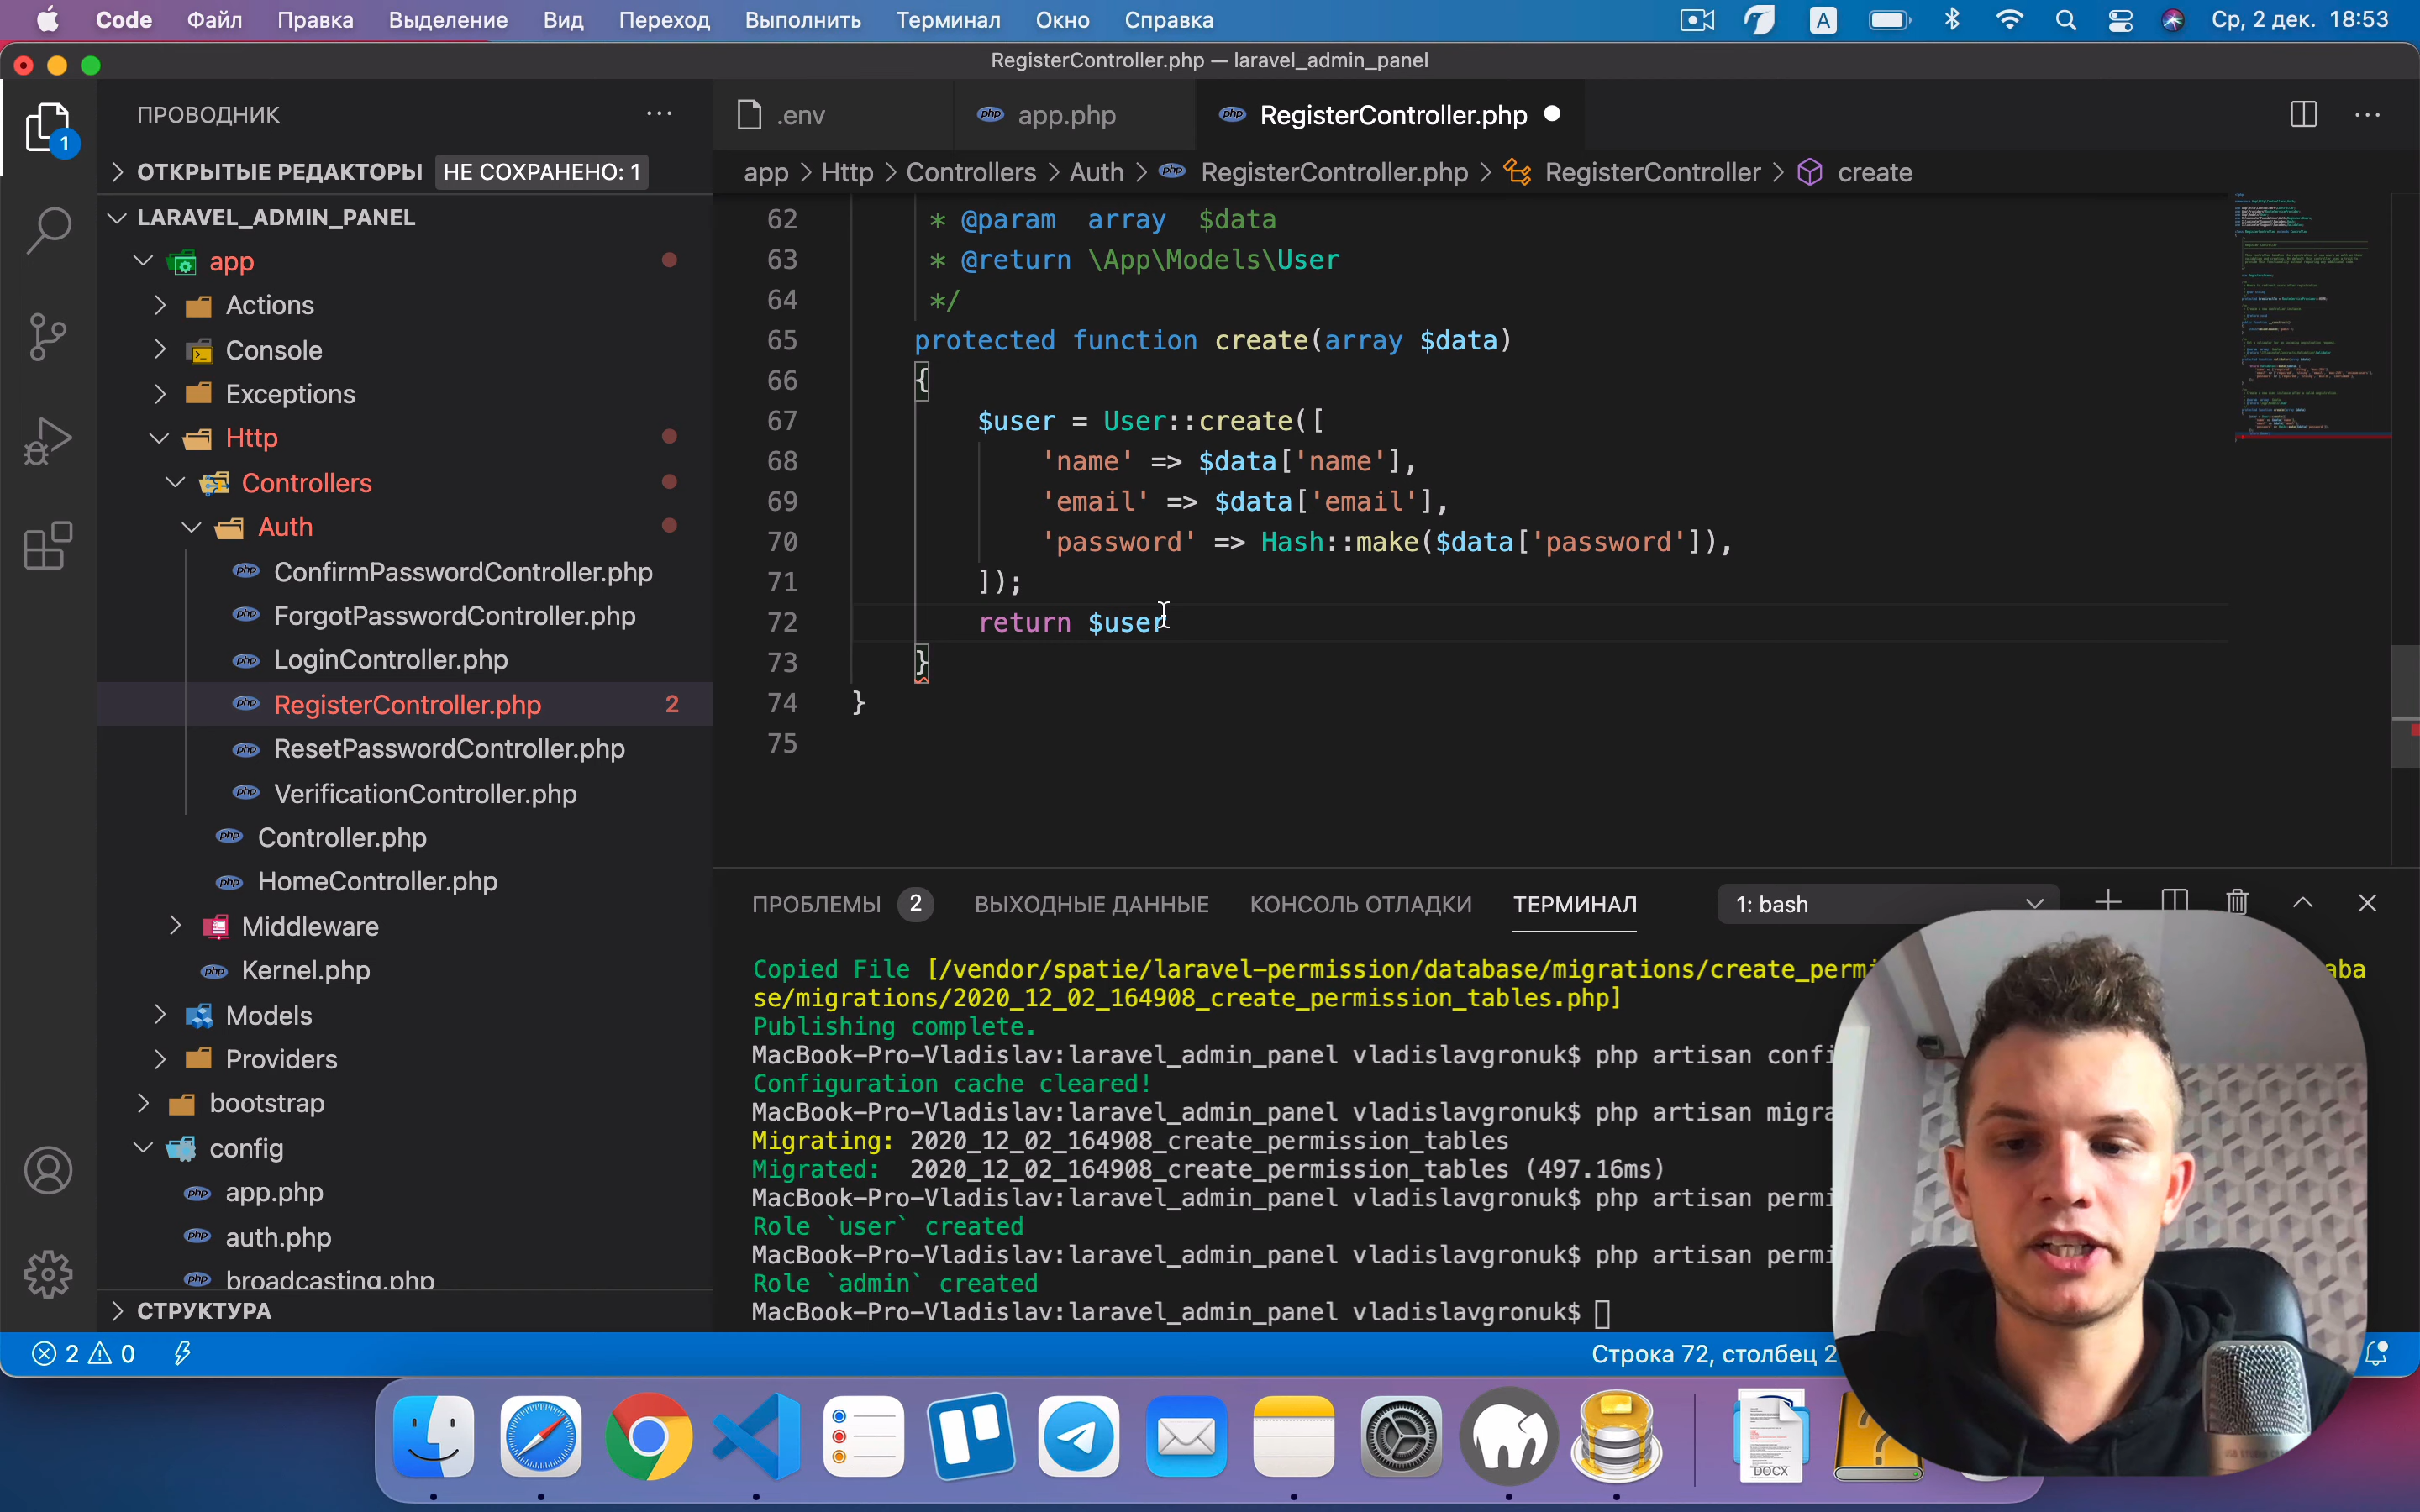 Code Файл Правка Выделение Вид Переход Выполнить Терминал Окно Справка A Ср, 2 дек. 18:53
RegisterController.php — laravel_admin_panel
ПРОВОДНИК ···
.env app.php RegisterController.php ···
1
ОТКРЫТЫЕ РЕДАКТОРЫ НЕ СОХРАНЕНО: 1
app > Http > Controllers > Auth > RegisterController.php > RegisterController > create
LARAVEL_ADMIN_PANEL
app
Actions
Console
Exceptions
Http
Controllers
Auth
ConfirmPasswordController.php
ForgotPasswordController.php
LoginController.php
RegisterController.php 2
ResetPasswordController.php
VerificationController.php
Controller.php
HomeController.php
Middleware
Kernel.php
Models
Providers
bootstrap
config
app.php
auth.php
broadcasting.php
СТРУКТУРА
62 * @param array $data
63 * @return \App\Models\User
64 */
65 protected function create(array $data)
66 {
67 $user = User::create([
68 'name' => $data['name'],
69 'email' => $data['email'],
70 'password' => Hash::make($data['password']),
71 ]);
72 return $user
73 }
74 }
75
ПРОБЛЕМЫ 2 ВЫХОДНЫЕ ДАННЫЕ КОНСОЛЬ ОТЛАДКИ ТЕРМИНАЛ 1: bash
Copied File [/vendor/spatie/laravel-permission/database/migrations/create_perm aba
se/migrations/2020_12_02_164908_create_permission_tables.php]
Publishing complete.
MacBook-Pro-Vladislav:laravel_admin_panel vladislavgronuk$ php artisan confi
Configuration cache cleared!
MacBook-Pro-Vladislav:laravel_admin_panel vladislavgronuk$ php artisan migra
Migrating: 2020_12_02_164908_create_permission_tables
Migrated: 2020_12_02_164908_create_permission_tables (497.16ms)
MacBook-Pro-Vladislav:laravel_admin_panel vladislavgronuk$ php artisan permi
Role `user` created
MacBook-Pro-Vladislav:laravel_admin_panel vladislavgronuk$ php artisan permi
Role `admin` created
MacBook-Pro-Vladislav:laravel_admin_panel vladislavgronuk$
2 0 Строка 72, столбец 2
DOCX